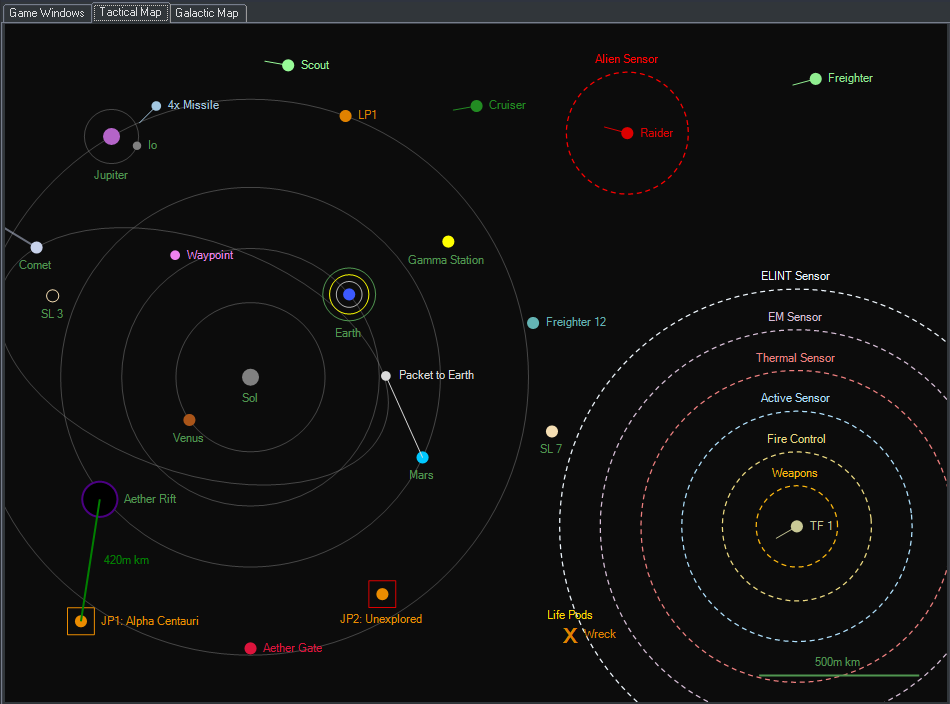 Game Windows
Tactical Map
Galactic Map
Scout
Alien Sensor
Freighter
4x Missile
LP1
Cruiser
Raider
Io
Jupiter
Waypoint
Gamma Station
Comet
ELINT Sensor
SL 3
EM Sensor
Earth
Freighter 12
Thermal Sensor
Packet to Earth
Sol
Active Sensor
Venus
SL 7
Fire Control
Mars
Weapons
Aether Rift
TF 1
420m km
JP1: Alpha Centauri
JP2: Unexplored
Life Pods
X Wreck
Aether Gate
500m km